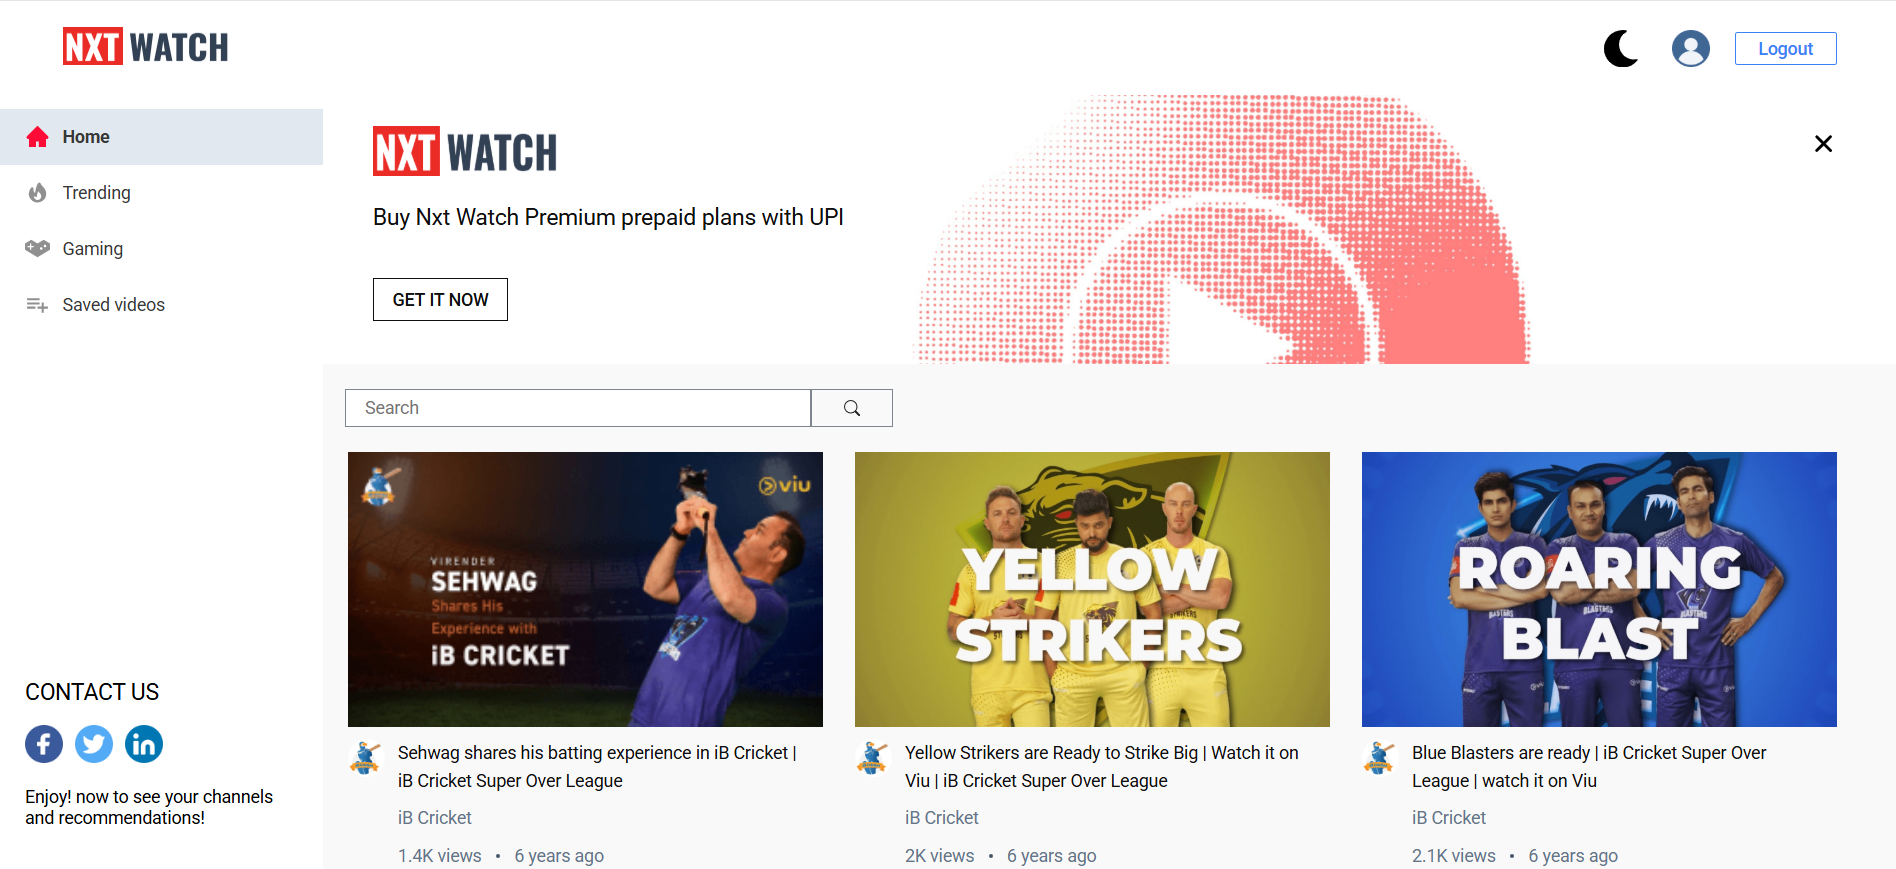 NXT WATCH
Logout
Home
Trending
Gaming
Saved videos
CONTACT US
Enjoy! now to see your channels
and recommendations!
NXT WATCH
Buy Nxt Watch Premium prepaid plans with UPI
GET IT NOW
Search
viu
VIRENDER
SEHWAG
Shares His
Experience with
iB CRICKET
Sehwag shares his batting experience in iB Cricket |
iB Cricket Super Over League
iB Cricket
1.4K views • 6 years ago
YELLOW
STRIKERS
Yellow Strikers are Ready to Strike Big | Watch it on
Viu | iB Cricket Super Over League
iB Cricket
2K views • 6 years ago
ROARING
BLAST
BLASTERS
Blue Blasters are ready | iB Cricket Super Over
League | watch it on Viu
iB Cricket
2.1K views • 6 years ago